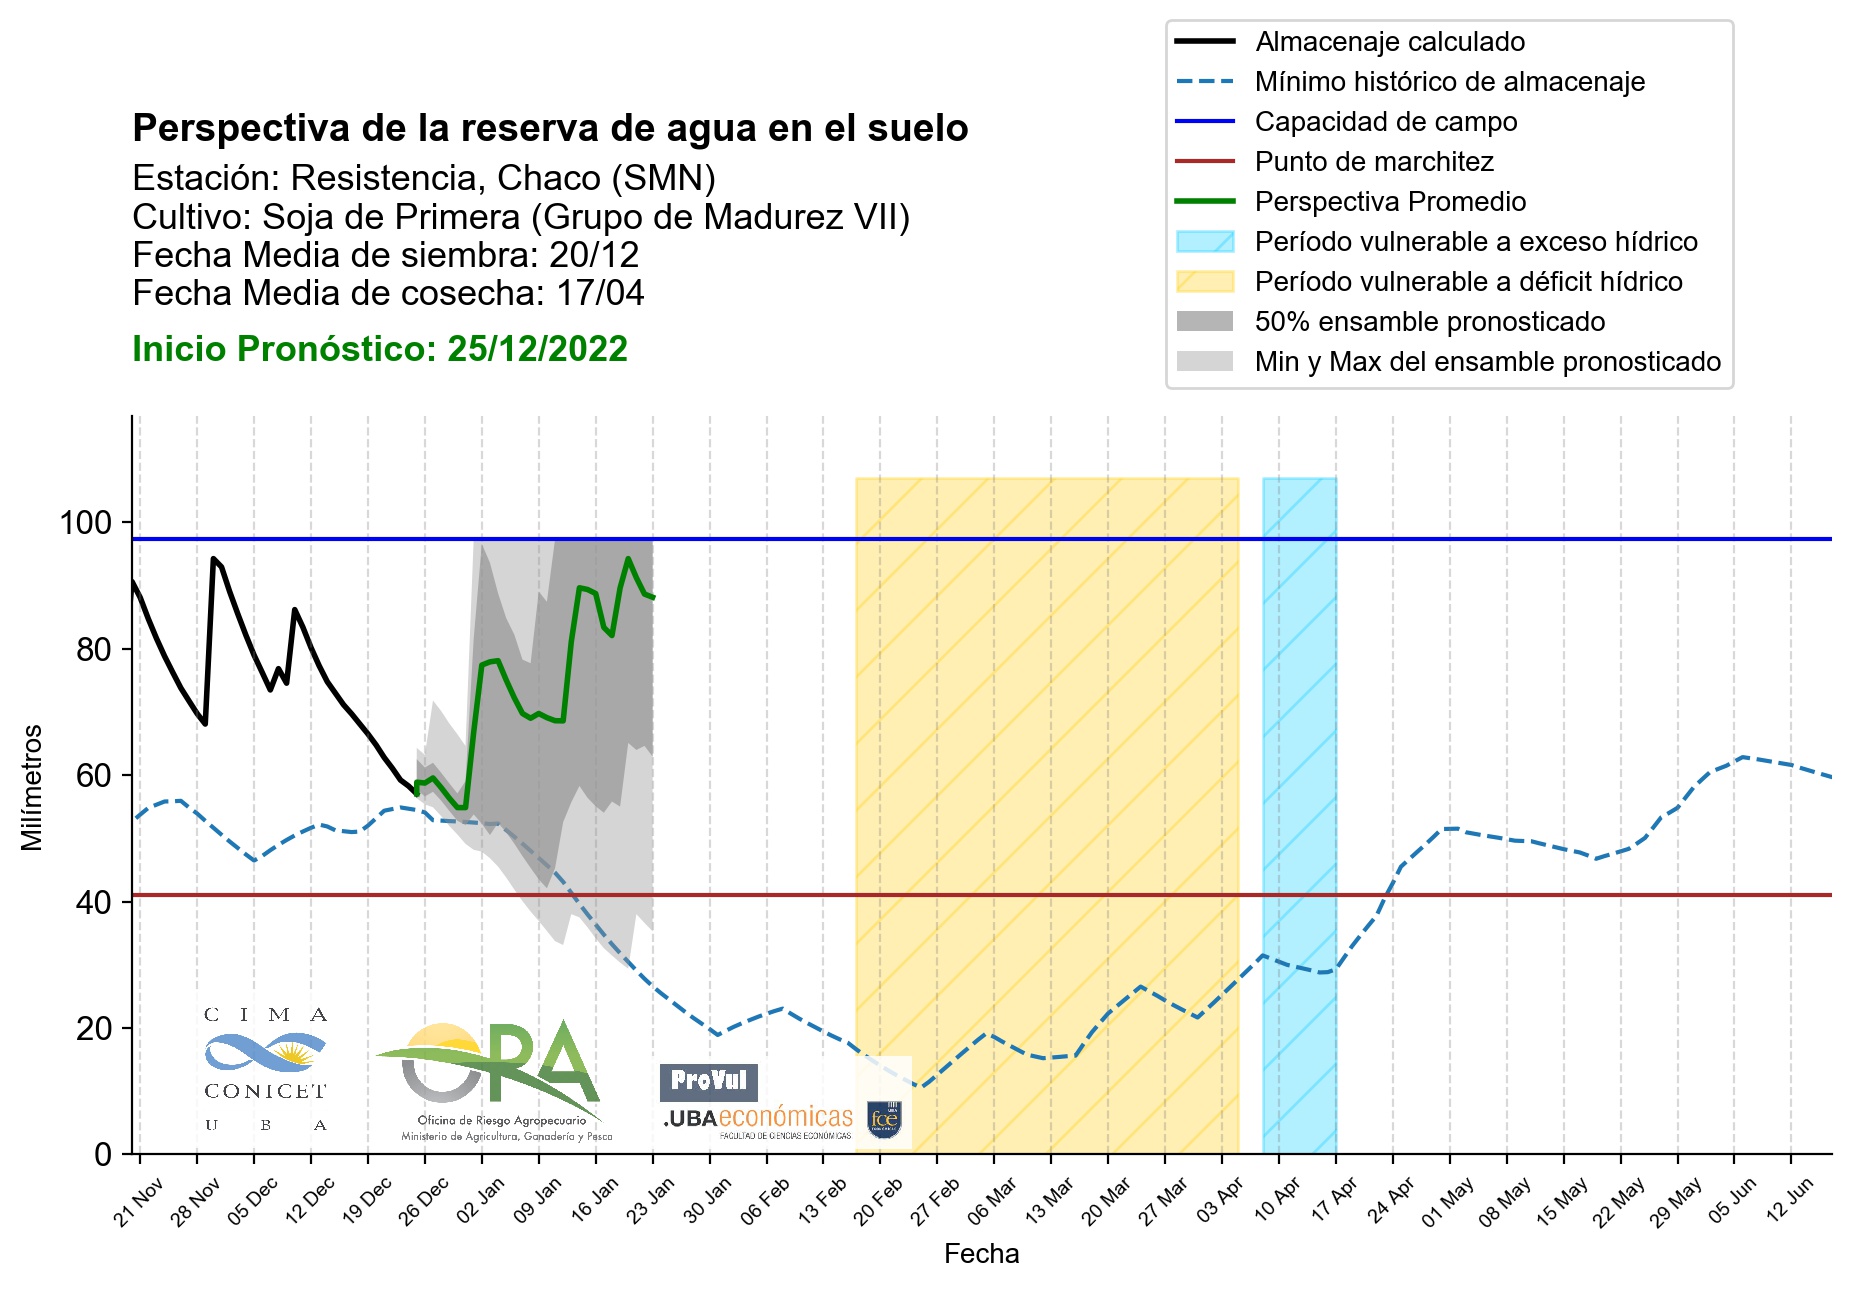 Almacenaje calculado
Mínimo histórico de almacenaje
Capacidad de campo
Punto de marchitez
Perspectiva Promedio
Período vulnerable a exceso hídrico
Período vulnerable a déficit hídrico
50% ensamble pronosticado
Min y Max del ensamble pronosticado
Perspectiva de la reserva de agua en el suelo
Estación: Resistencia, Chaco (SMN)
Cultivo: Soja de Primera (Grupo de Madurez VII)
Fecha Media de siembra: 20/12
Fecha Media de cosecha: 17/04
Inicio Pronóstico: 25/12/2022
Milímetros
100
80
60
40
20
0
CIMA
CONICET
UBA
ORA
Oficina de Riesgo Agropecuario
Ministerio de Agricultura, Ganadería y Pesca
ProVul
.UBAeconómicas
FACULTAD DE CIENCIAS ECONÓMICAS
fce
21 Nov
28 Nov
05 Dec
12 Dec
19 Dec
26 Dec
02 Jan
09 Jan
16 Jan
23 Jan
30 Jan
06 Feb
13 Feb
20 Feb
27 Feb
06 Mar
13 Mar
20 Mar
27 Mar
03 Apr
10 Apr
17 Apr
24 Apr
01 May
08 May
15 May
22 May
29 May
05 Jun
12 Jun
Fecha